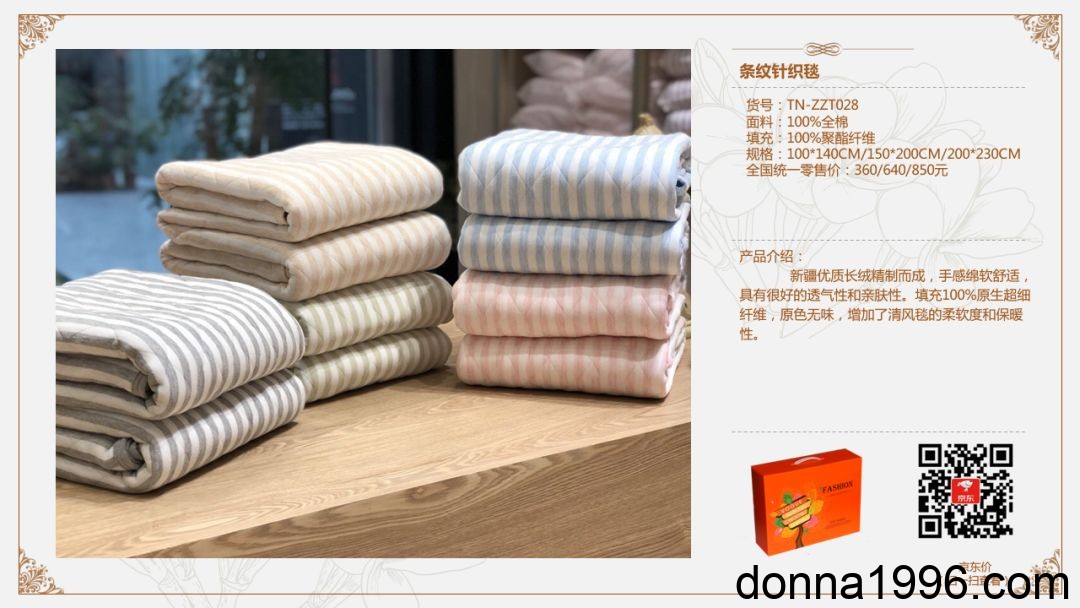 条纹针织毯
货号：TN-ZZT028
面料：100%全棉
填充：100%聚酯纤维
规格：100*140CM/150*200CM/200*230CM
全国统一零售价：360/640/850元
产品介绍：
新疆优质长绒精制而成，手感绵软舒适，
具有很好的透气性和亲肤性。填充100%原生超细
纤维，原色无味，增加了清风毯的柔软度和保暖
性。
FASHION
京东
京东价
donna1996.com